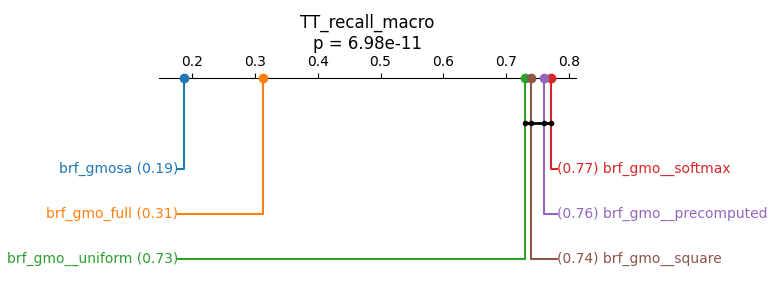 TT_recall_macro
p = 6.98e-11
0.2 0.3 0.4 0.5 0.6 0.7 0.8
brf_gmosa (0.19) (0.77) brf_gmo__softmax
brf_gmo_full (0.31) (0.76) brf_gmo__precomputed
brf_gmo__uniform (0.73) (0.74) brf_gmo__square